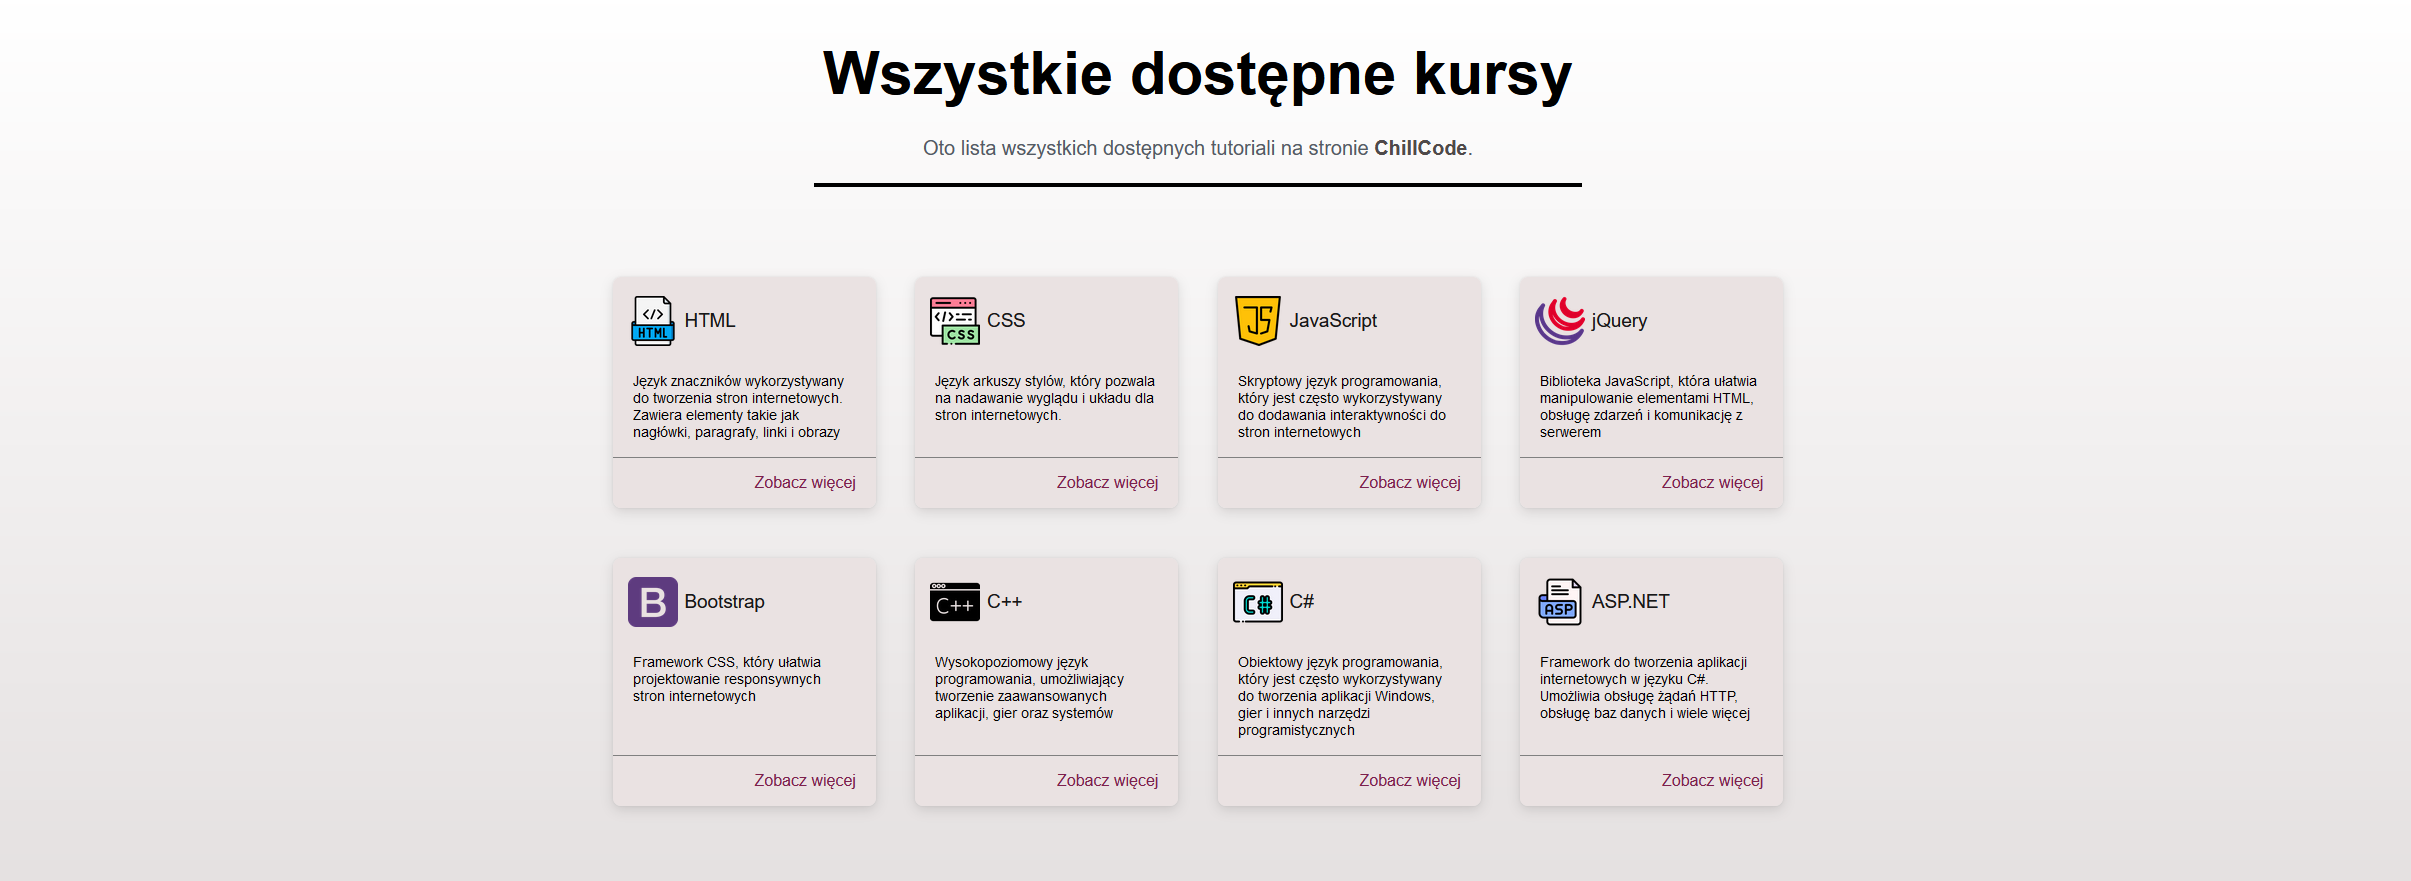 Wszystkie dostępne kursy
Oto lista wszystkich dostępnych tutoriali na stronie ChillCode.
</>
HTML
HTML
Język znaczników wykorzystywany
do tworzenia stron internetowych.
Zawiera elementy takie jak
nagłówki, paragrafy, linki i obrazy
Zobacz więcej
</>
CSS
CSS
Język arkuszy stylów, który pozwala
na nadawanie wyglądu i układu dla
stron internetowych.
Zobacz więcej
JS
JavaScript
Skryptowy język programowania,
który jest często wykorzystywany
do dodawania interaktywności do
stron internetowych
Zobacz więcej
jQuery
Biblioteka JavaScript, która ułatwia
manipulowanie elementami HTML,
obsługę zdarzeń i komunikację z
serwerem
Zobacz więcej
B
Bootstrap
Framework CSS, który ułatwia
projektowanie responsywnych
stron internetowych
Zobacz więcej
C++
C++
Wysokopoziomowy język
programowania, umożliwiający
tworzenie zaawansowanych
aplikacji, gier oraz systemów
Zobacz więcej
C#
C#
Obiektowy język programowania,
który jest często wykorzystywany
do tworzenia aplikacji Windows,
gier i innych narzędzi
programistycznych
Zobacz więcej
ASP
ASP.NET
Framework do tworzenia aplikacji
internetowych w języku C#.
Umożliwia obsługę żądań HTTP,
obsługę baz danych i wiele więcej
Zobacz więcej